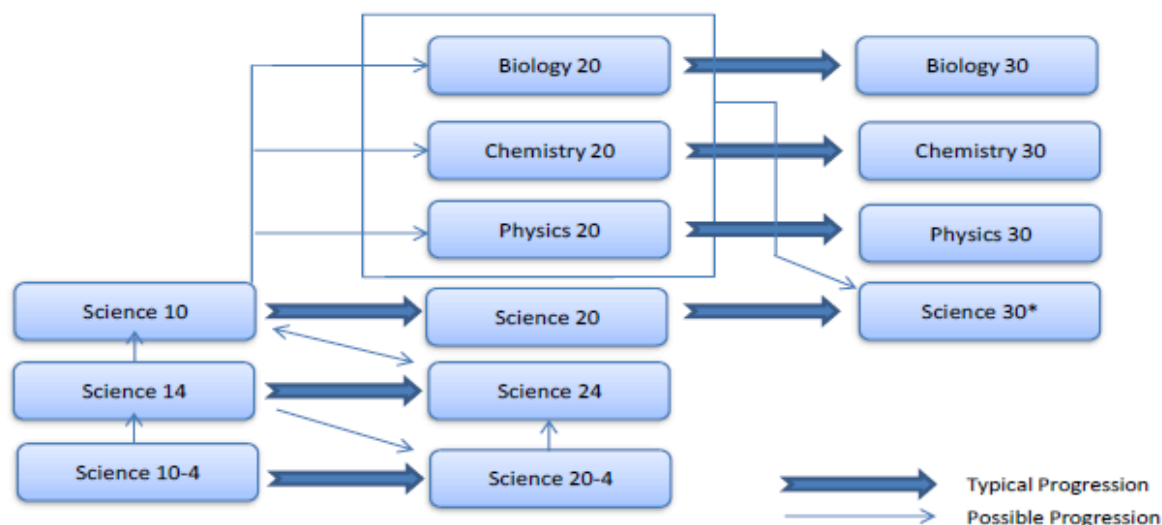 Biology 20
Biology 30
Chemistry 20
Chemistry 30
Physics 20
Physics 30
Science 10
Science 20
Science 30*
Science 14
Science 24
Science 10-4
Science 20-4
Typical Progression
Possible Progression